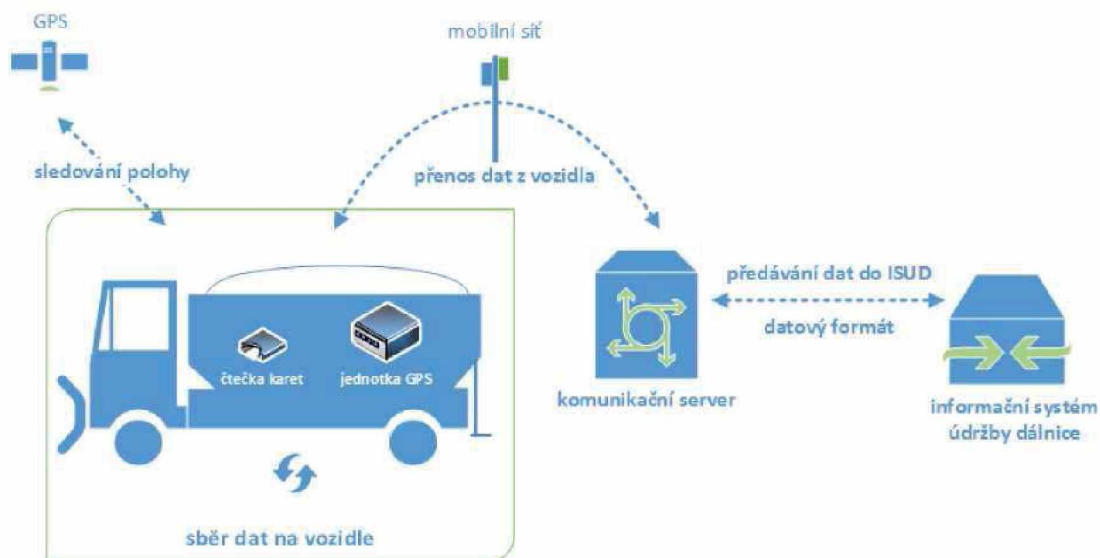 GPS
mobilní síť
sledování polohy
přenos dat z vozidla
předávání dat do ISUD
datový formát
čtečka karet
jednotka GPS
komunikační server
informační systém
údržby dálnice
sběr dat na vozidle